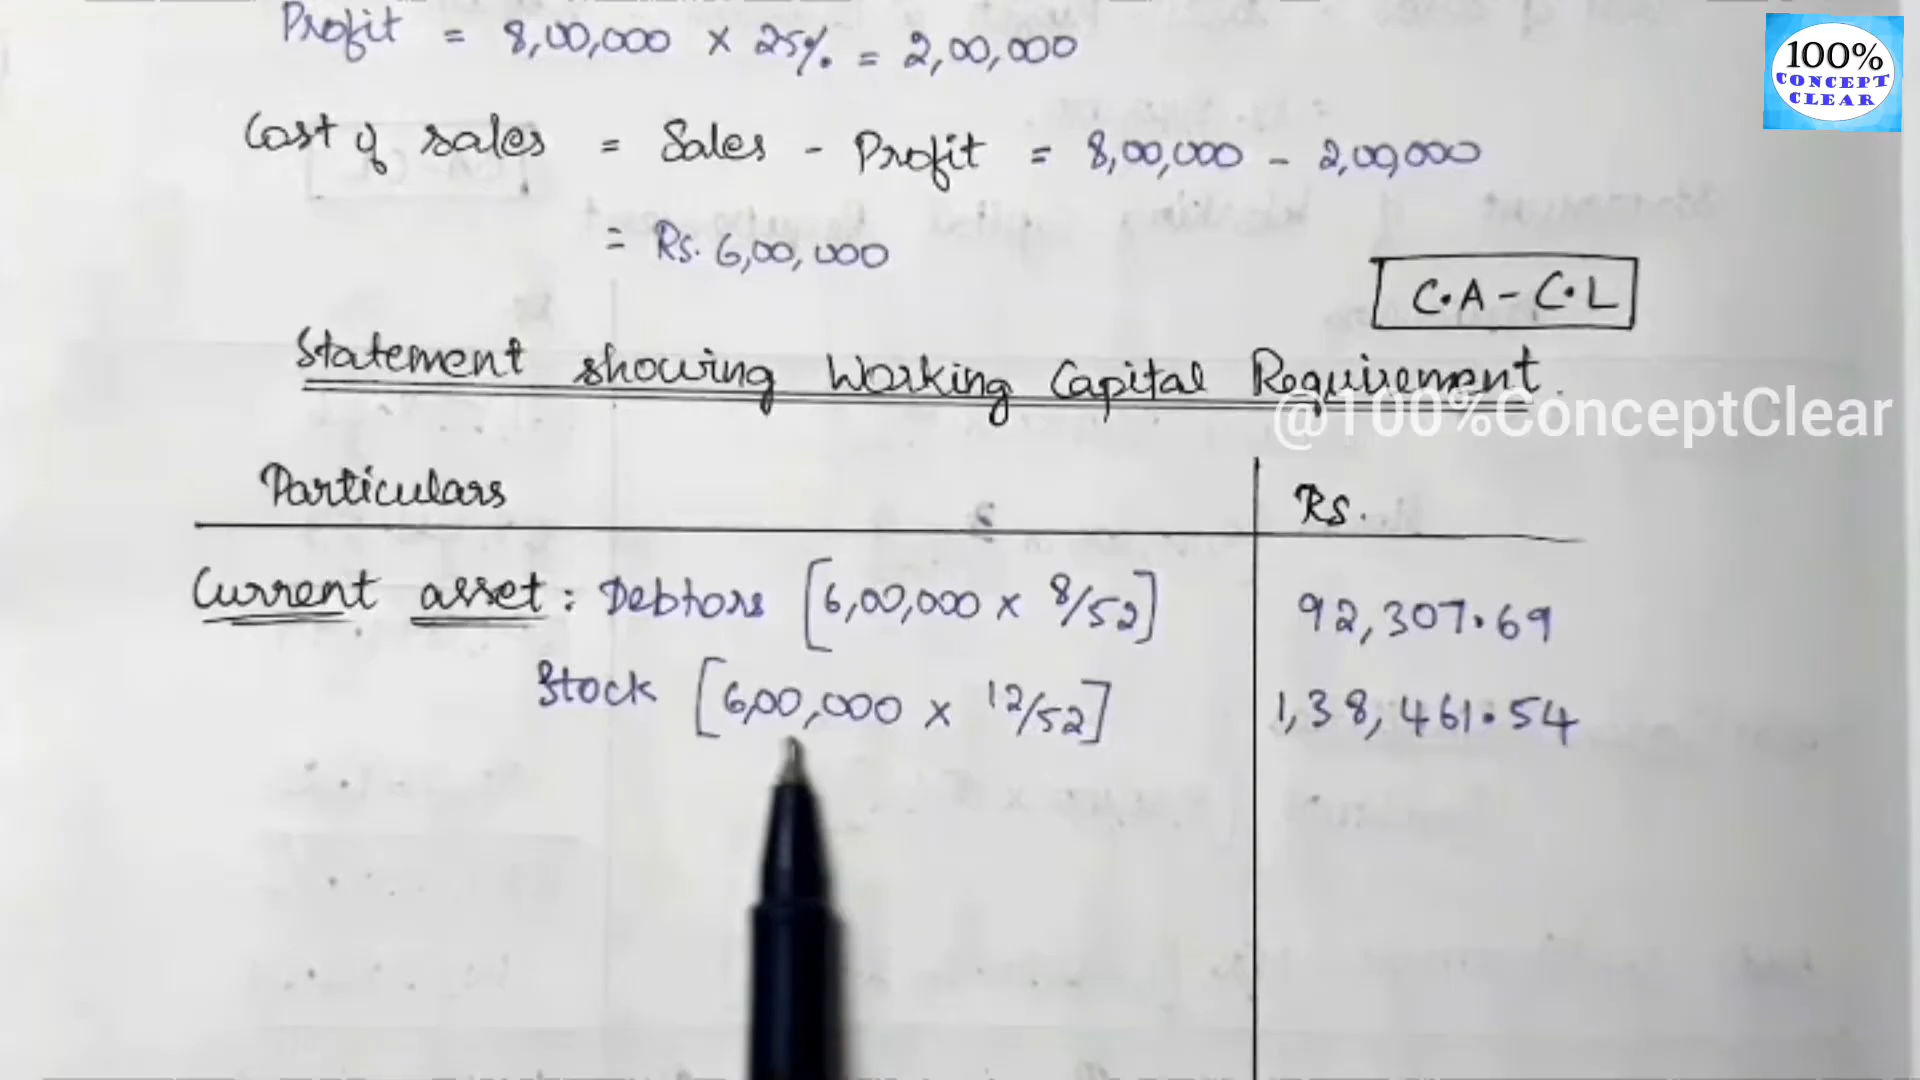 Profit = 8,00,000 × 25% = 2,00,000
100%
CONCEPT
CLEAR
Cost of sales = Sales - Profit = 8,00,000 - 2,00,000
= Rs. 6,00,000
C.A - C.L
Statement showing Working Capital Requirement.
@100%ConceptClear
Particulars Rs.
Current asset: Debtors [6,00,000 × 8/52] 92,307.69
Stock [6,00,000 × 12/52] 1,38,461.54